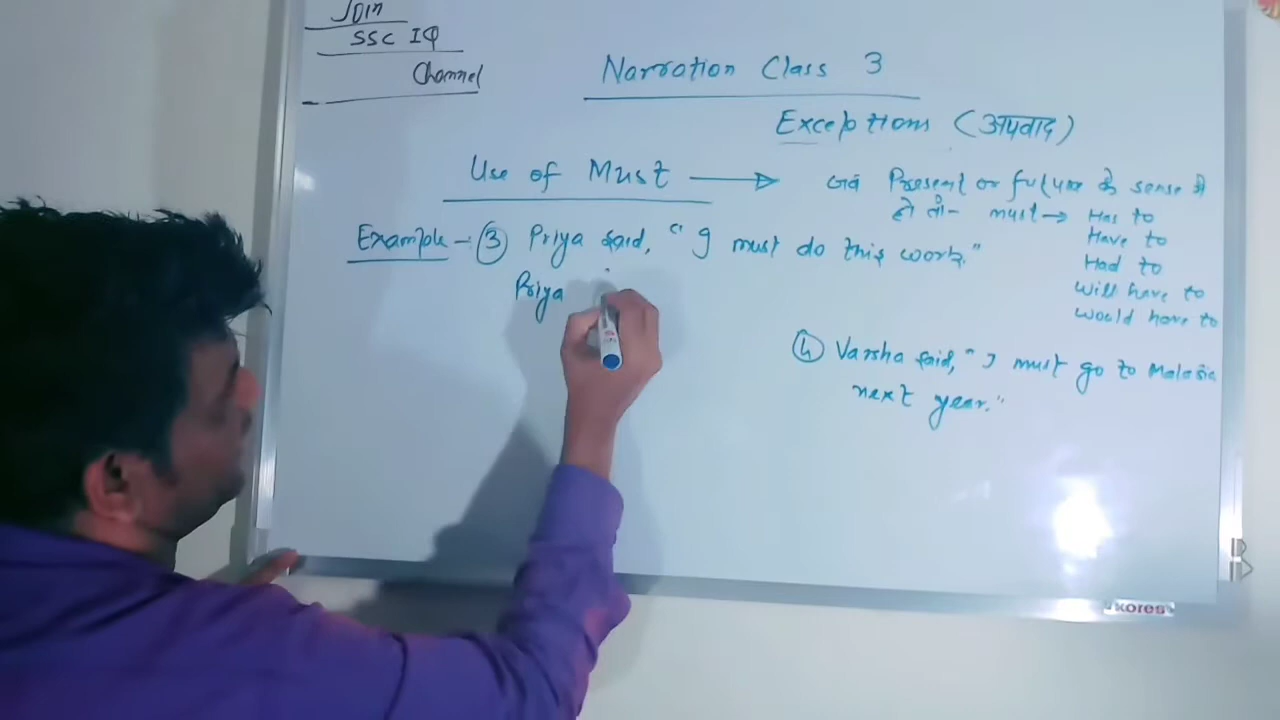 Join
SSC IQ
Channel
Narration Class 3
Exceptions (अपवाद)
Use of Must → जब Present or future के sense में
हो तो - must → Has to
Have to
Had to
will have to
would have to
Example -: ③ Priya said, "I must do this work."
Priya
④ Varsha said, "I must go to Malasia
next year."
kores